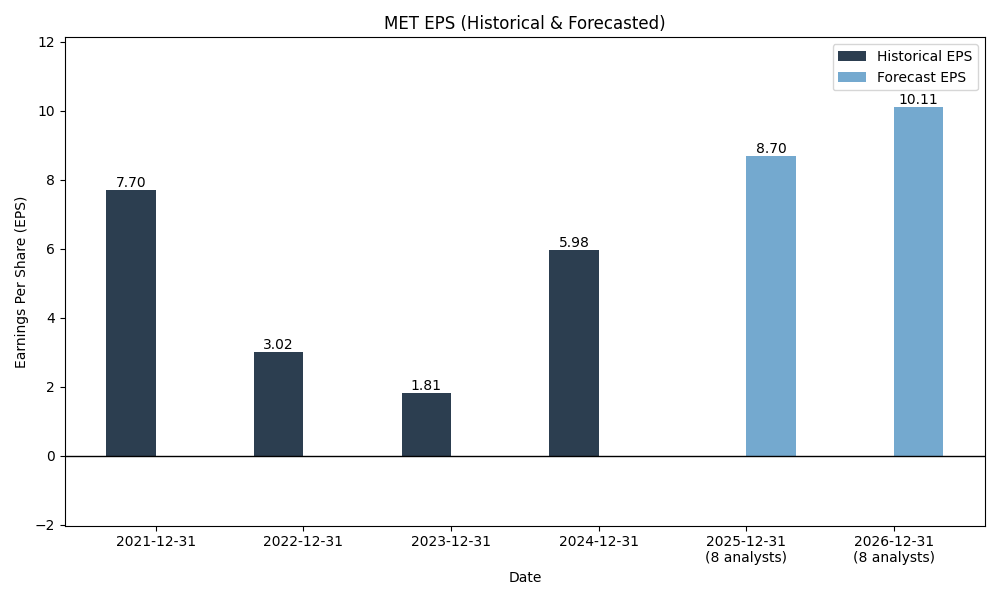 MET EPS (Historical & Forecasted)
Historical EPS
Forecast EPS
Earnings Per Share (EPS)
12
10
8
6
4
2
0
−2
7.70
3.02
1.81
5.98
8.70
10.11
2021-12-31
2022-12-31
2023-12-31
2024-12-31
2025-12-31
(8 analysts)
2026-12-31
(8 analysts)
Date